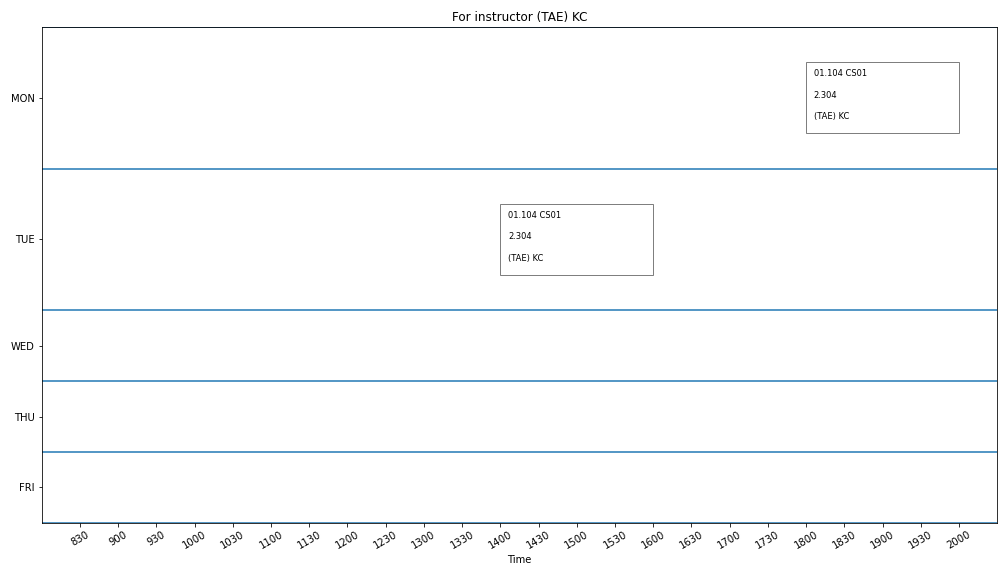 For instructor (TAE) KC
MON
01.104 CS01
2.304
(TAE) KC
TUE
01.104 CS01
2.304
(TAE) KC
WED
THU
FRI
830 900 930 1000 1030 1100 1130 1200 1230 1300 1330 1400 1430 1500 1530 1600 1630 1700 1730 1800 1830 1900 1930 2000
Time